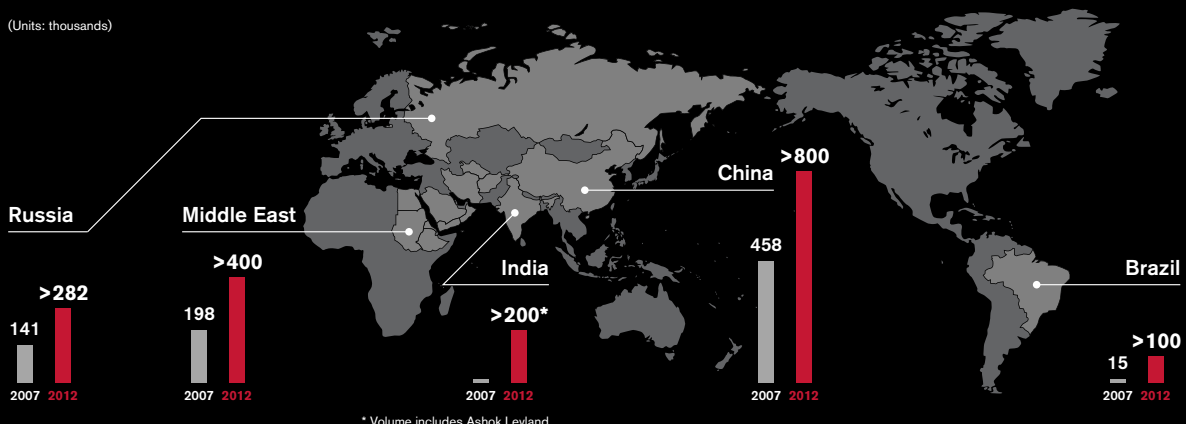 (Units: thousands)
Russia
>282
141
2007 2012
Middle East
>400
198
2007 2012
India
>200*
2007 2012
* Volume includes Ashok Leyland
China
>800
458
2007 2012
Brazil
>100
15
2007 2012